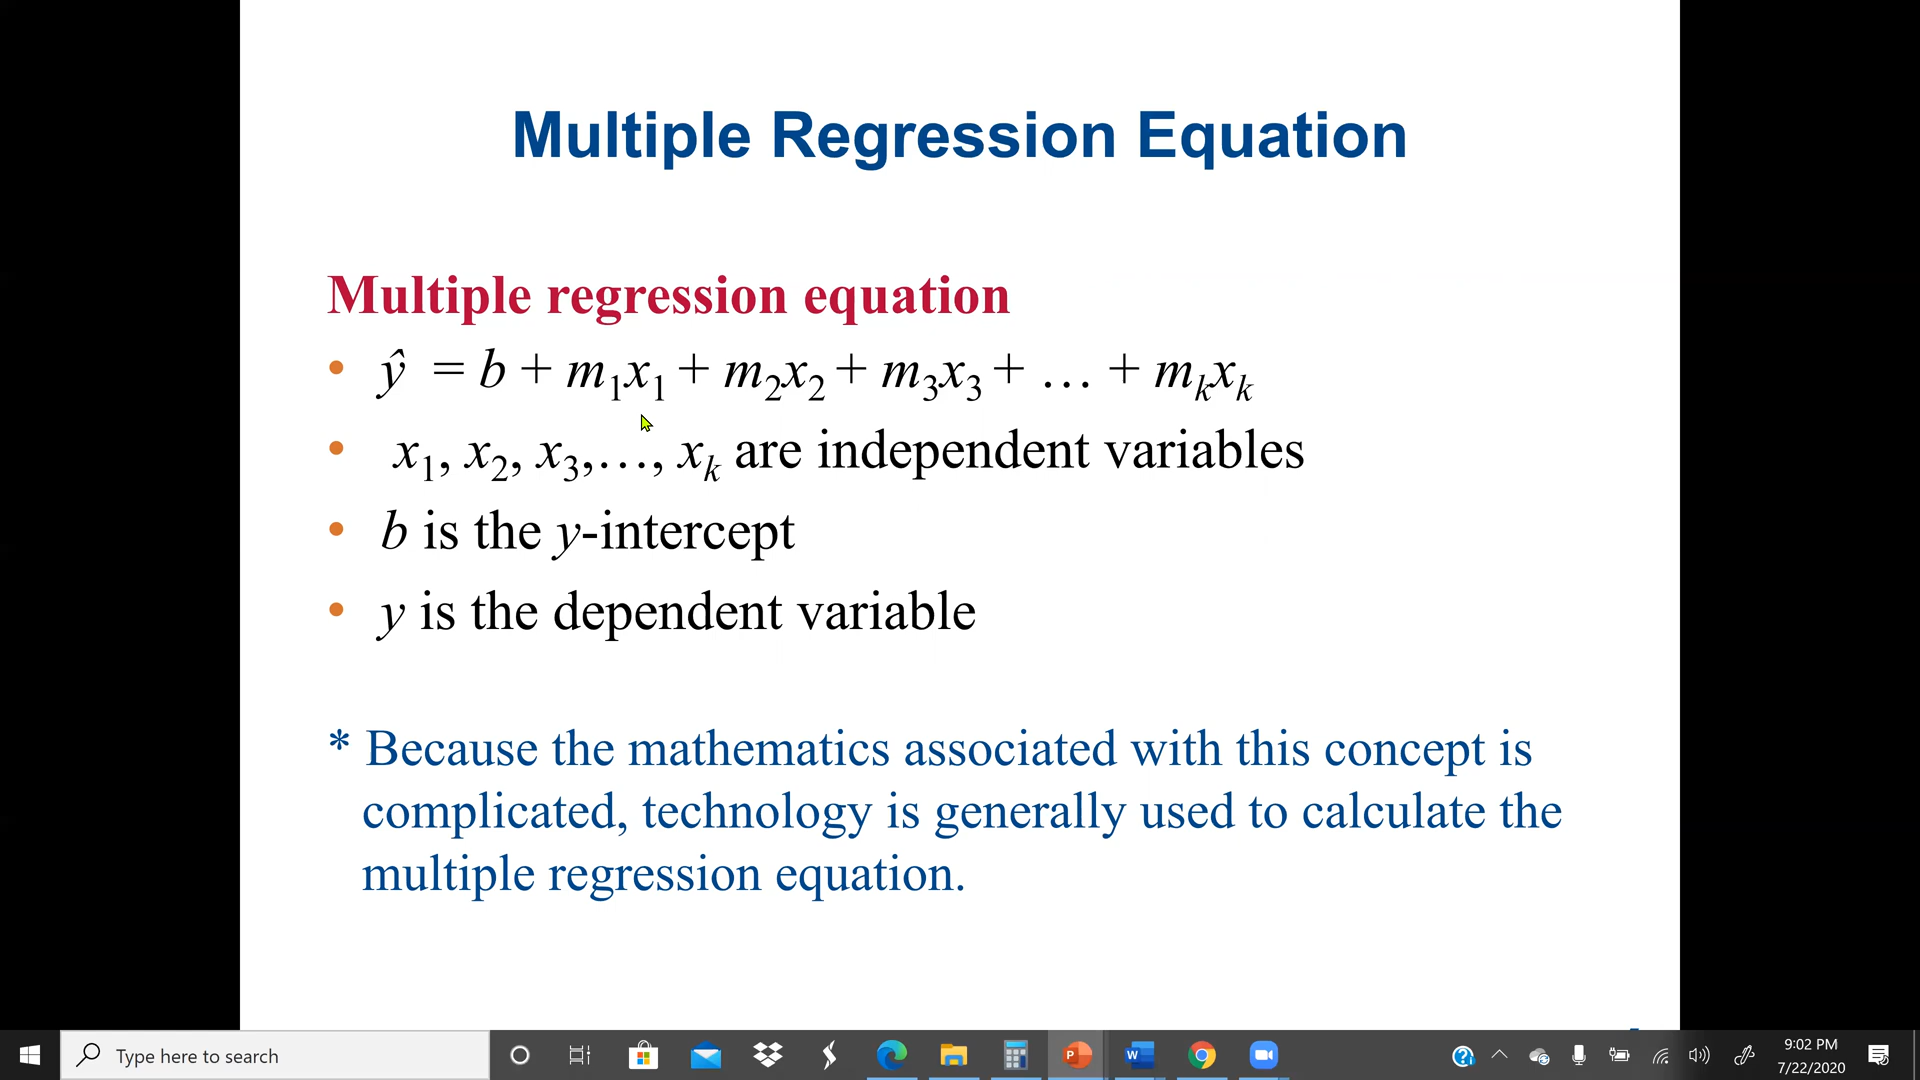 Multiple Regression Equation
Multiple regression equation
• ŷ = b + m₁x₁ + m₂x₂ + m₃x₃ + … + mₖxₖ
• x₁, x₂, x₃,…, xₖ are independent variables
• b is the y-intercept
• y is the dependent variable
* Because the mathematics associated with this concept is
complicated, technology is generally used to calculate the
multiple regression equation.
Type here to search
9:02 PM
7/22/2020